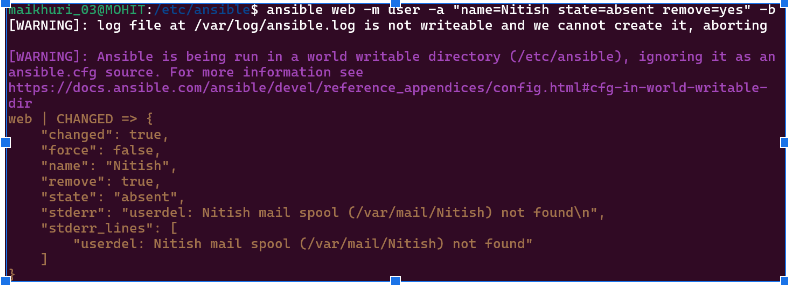 maikhuri_03@MOHIT:/etc/ansible$ ansible web -m user -a "name=Nitish state=absent remove=yes" -b
[WARNING]: log file at /var/log/ansible.log is not writeable and we cannot create it, aborting
[WARNING]: Ansible is being run in a world writable directory (/etc/ansible), ignoring it as an
ansible.cfg source. For more information see
https://docs.ansible.com/ansible/devel/reference_appendices/config.html#cfg-in-world-writable-
dir
web | CHANGED => {
    "changed": true,
    "force": false,
    "name": "Nitish",
    "remove": true,
    "state": "absent",
    "stderr": "userdel: Nitish mail spool (/var/mail/Nitish) not found\n",
    "stderr_lines": [
        "userdel: Nitish mail spool (/var/mail/Nitish) not found"
    ]
}